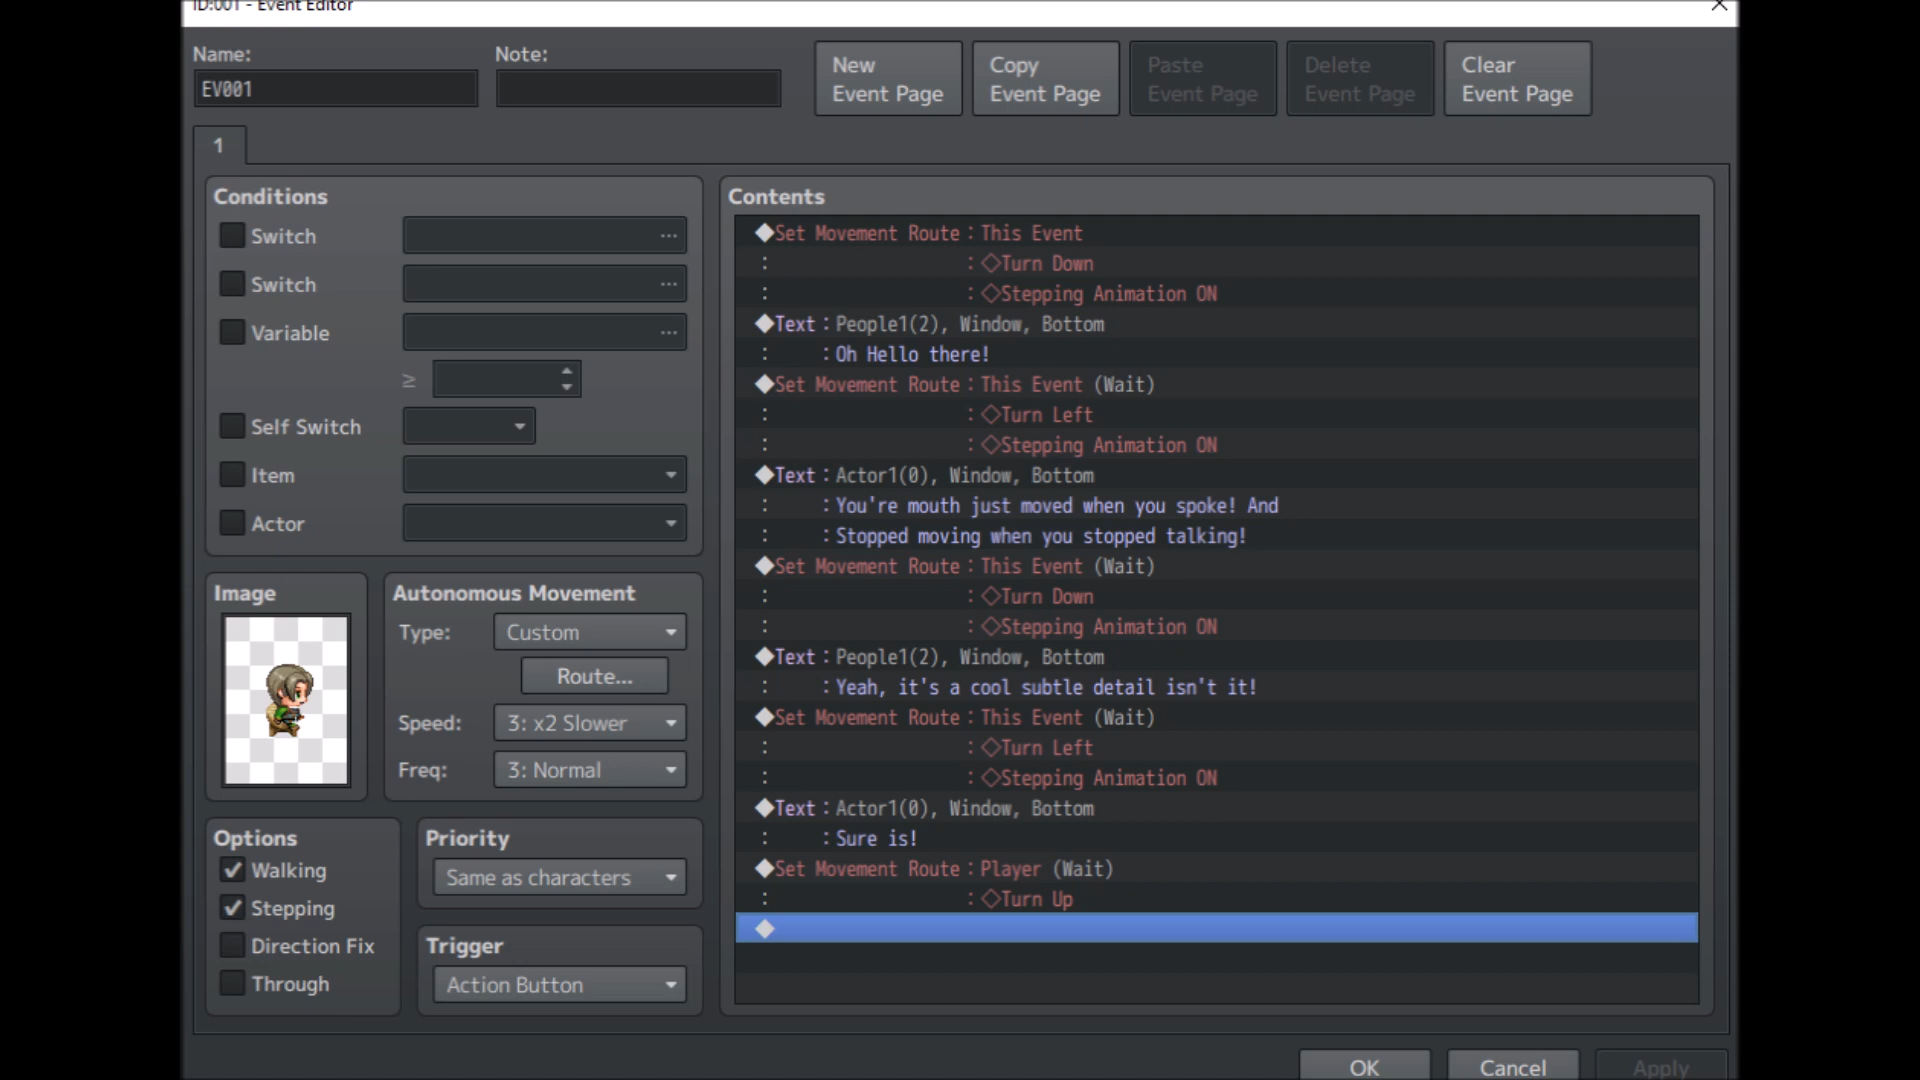 ID:001 - Event Editor
Name:
Note:
EV001
New
Event Page
Copy
Event Page
Paste
Event Page
Delete
Event Page
Clear
Event Page
1
Conditions
Switch ...
Switch ...
Variable ...
≥
Self Switch
Item
Actor
Image
Autonomous Movement
Type: Custom
Route...
Speed: 3: x2 Slower
Freq: 3: Normal
Options
Walking
Stepping
Direction Fix
Through
Priority
Same as characters
Trigger
Action Button
Contents
◆Set Movement Route : This Event
: : ◇Turn Down
: : ◇Stepping Animation ON
◆Text : People1(2), Window, Bottom
: : Oh Hello there!
◆Set Movement Route : This Event (Wait)
: : ◇Turn Left
: : ◇Stepping Animation ON
◆Text : Actor1(0), Window, Bottom
: : You're mouth just moved when you spoke! And
: : Stopped moving when you stopped talking!
◆Set Movement Route : This Event (Wait)
: : ◇Turn Down
: : ◇Stepping Animation ON
◆Text : People1(2), Window, Bottom
: : Yeah, it's a cool subtle detail isn't it!
◆Set Movement Route : This Event (Wait)
: : ◇Turn Left
: : ◇Stepping Animation ON
◆Text : Actor1(0), Window, Bottom
: : Sure is!
◆Set Movement Route : Player (Wait)
: : ◇Turn Up
◆
OK
Cancel
Apply